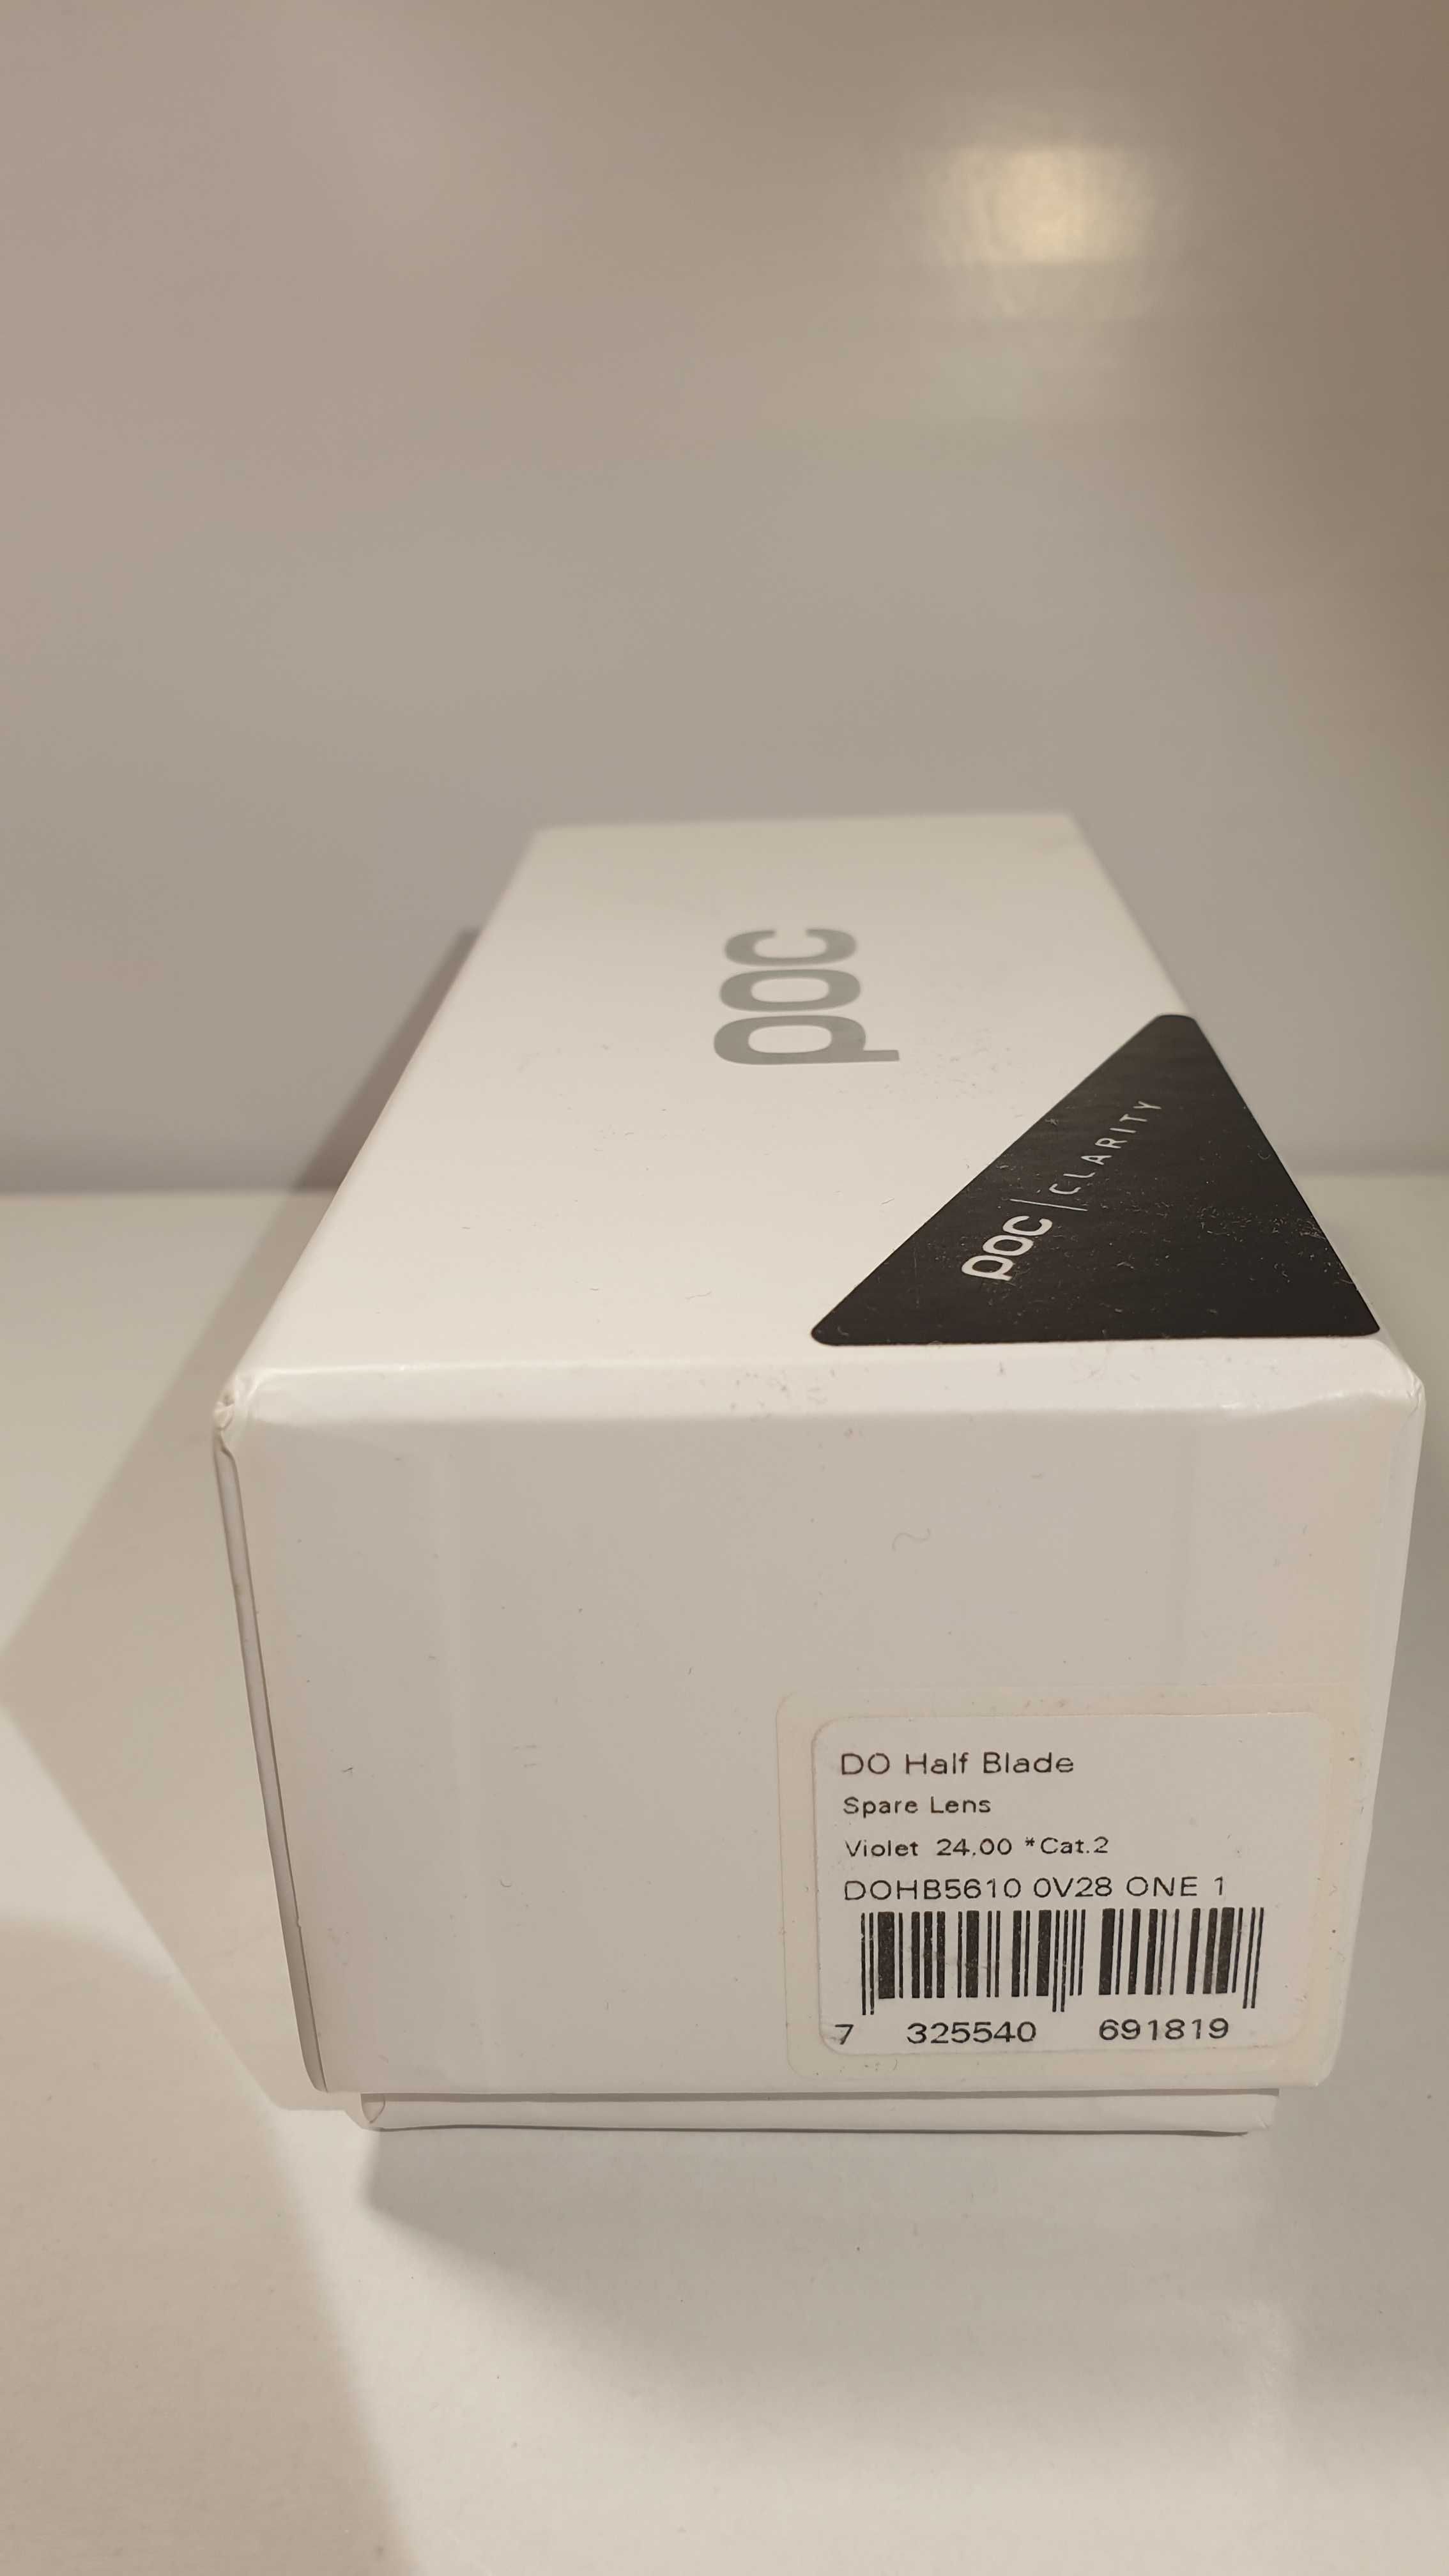 poc
poc | CLARITY
DO Half Blade
Spare Lens
Violet 24.00 *Cat.2
DOHB5610 0V28 ONE 1
7 325540 691819